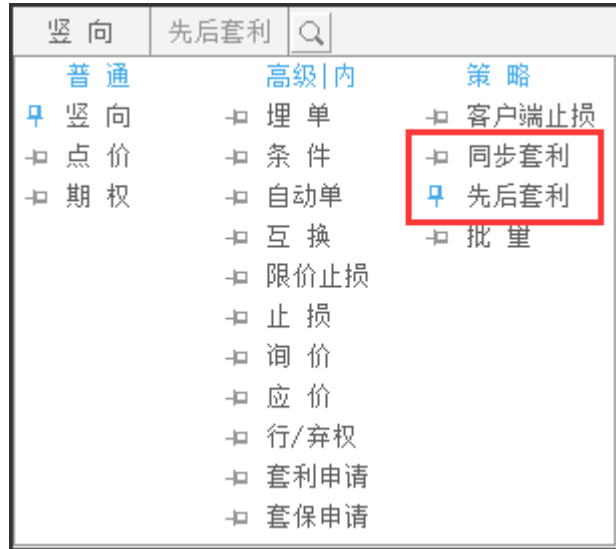 竖 向 先后套利
普 通 高级|内 策 略
竖 向 埋 单 客户端止损
点 价 条 件 同步套利
期 权 自动单 先后套利
互 换 批 量
限价止损
止 损
询 价
应 价
行/弃权
套利申请
套保申请